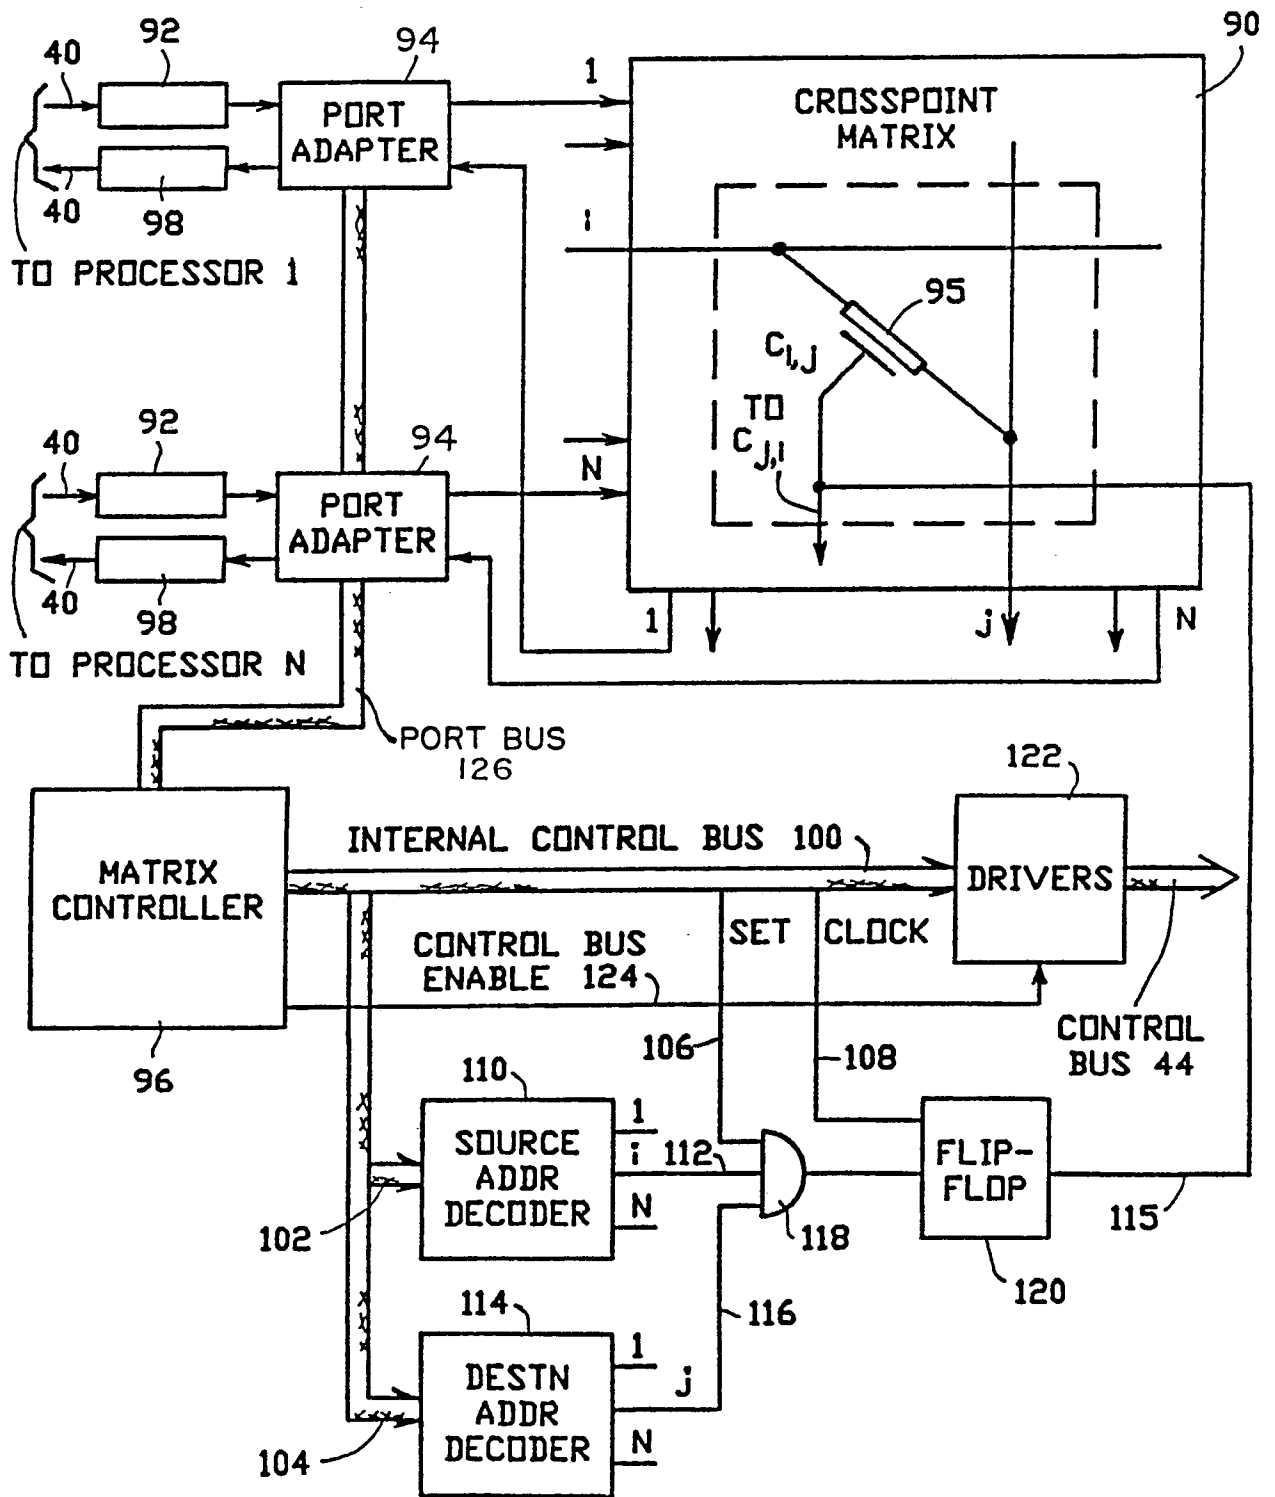 90
92
94
40
1
PORT
ADAPTER
CROSSPOINT
MATRIX
40
98
i
TO PROCESSOR 1
95
C i,j
TO
C j,i
92
94
40
N
PORT
ADAPTER
40
98
1
j
N
TO PROCESSOR N
PORT BUS
126
122
INTERNAL CONTROL BUS 100
MATRIX
CONTROLLER
DRIVERS
SET
CLOCK
CONTROL BUS
ENABLE 124
CONTROL
BUS 44
106
108
96
110
1
SOURCE
ADDR
DECODER
i
112
N
FLIP-
FLOP
102
118
115
120
114
116
1
DESTN
ADDR
DECODER
j
N
104